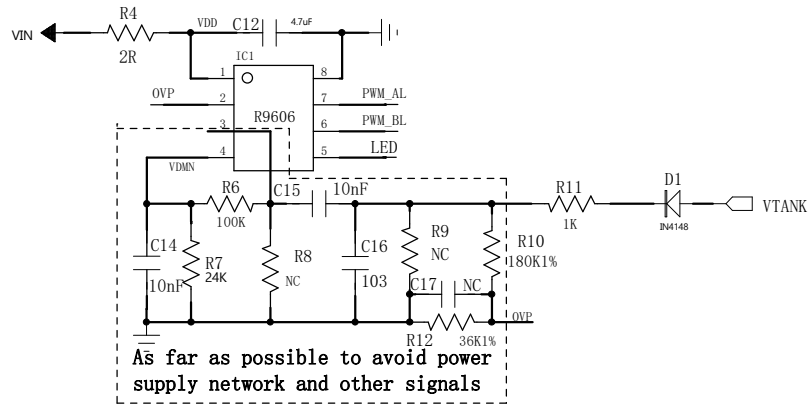 R4
VDD
C12
4.7uF
VIN
2R
IC1
1
8
OVP
2
7
PWM_AL
R9606
3
6
PWM_BL
4
5
LED
VDMN
R6
C15
10nF
R11
D1
100K
1K
IN4148
VTANK
C14
R7
R8
C16
R9
R10
10nF
24K
NC
103
NC
180K1%
C17
NC
OVP
R12
36K1%
As far as possible to avoid power
supply network and other signals